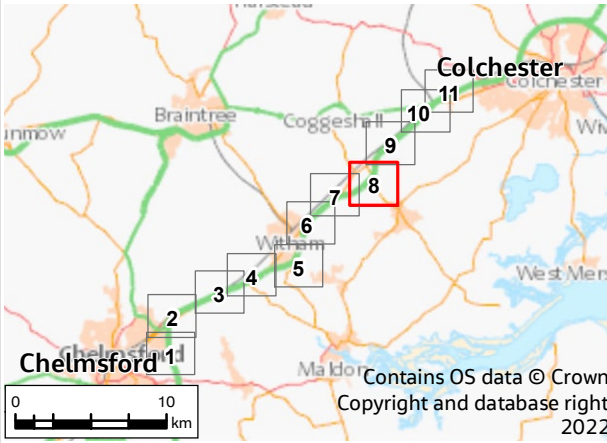 Halstead
Colchester
Colchester
11
10
Braintree
Coggeshall
unmow
9
8
7
6
Witham
5
4
3
West Mers
2
1
Chelmsford
Chelmsford
Maldon
Contains OS data © Crown
Copyright and database right
2022
0 10
km